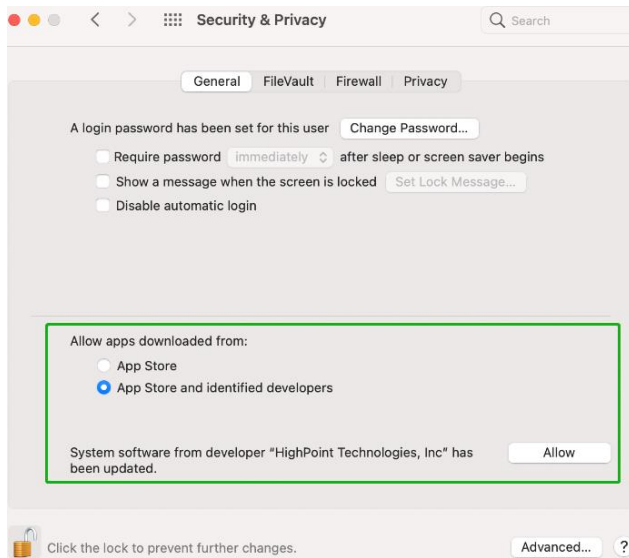 Security & Privacy
Search
General FileVault Firewall Privacy
A login password has been set for this user Change Password...
Require password immediately after sleep or screen saver begins
Show a message when the screen is locked Set Lock Message...
Disable automatic login
Allow apps downloaded from:
App Store
App Store and identified developers
System software from developer “HighPoint Technologies, Inc” has
been updated.
Allow
Click the lock to prevent further changes.
Advanced... ?